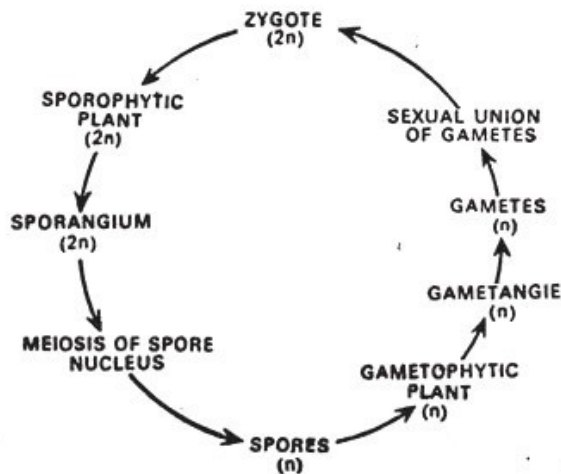 ZYGOTE
(2n)
SPOROPHYTIC
PLANT
(2n)
SPORANGIUM
(2n)
MEIOSIS OF SPORE
NUCLEUS
SPORES
(n)
GAMETOPHYTIC
PLANT
(n)
GAMETANGIE
(n)
GAMETES
(n)
SEXUAL UNION
OF GAMETES